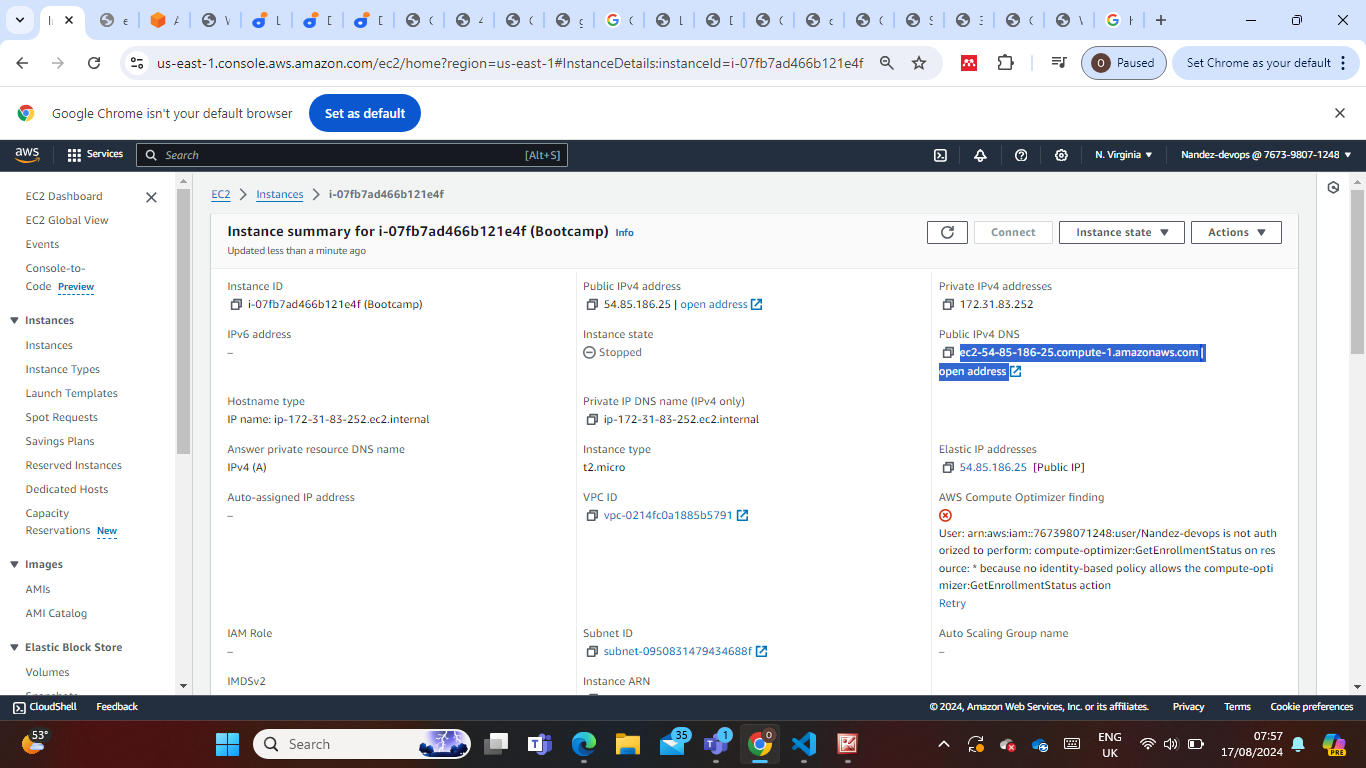 us-east-1.console.aws.amazon.com/ec2/home?region=us-east-1#InstanceDetails:instanceId=i-07fb7ad466b121e4f
O Paused
Set Chrome as your default
Google Chrome isn't your default browser
Set as default
aws
Services
Search
[Alt+S]
N. Virginia
Nandez-devops @ 7673-9807-1248
EC2 Dashboard
EC2 Global View
Events
Console-to-
Code Preview
Instances
Instances
Instance Types
Launch Templates
Spot Requests
Savings Plans
Reserved Instances
Dedicated Hosts
Capacity
Reservations New
Images
AMIs
AMI Catalog
Elastic Block Store
Volumes
EC2 > Instances > i-07fb7ad466b121e4f
Instance summary for i-07fb7ad466b121e4f (Bootcamp) Info
Updated less than a minute ago
Connect
Instance state
Actions
Instance ID
i-07fb7ad466b121e4f (Bootcamp)
Public IPv4 address
54.85.186.25 | open address
Private IPv4 addresses
172.31.83.252
IPv6 address
–
Instance state
Stopped
Public IPv4 DNS
ec2-54-85-186-25.compute-1.amazonaws.com |
open address
Hostname type
IP name: ip-172-31-83-252.ec2.internal
Private IP DNS name (IPv4 only)
ip-172-31-83-252.ec2.internal
Answer private resource DNS name
IPv4 (A)
Instance type
t2.micro
Elastic IP addresses
54.85.186.25 [Public IP]
Auto-assigned IP address
–
VPC ID
vpc-0214fc0a1885b5791
AWS Compute Optimizer finding
User: arn:aws:iam::767398071248:user/Nandez-devops is not auth
orized to perform: compute-optimizer:GetEnrollmentStatus on res
ource: * because no identity-based policy allows the compute-opti
mizer:GetEnrollmentStatus action
Retry
IAM Role
–
Subnet ID
subnet-0950831479434688f
Auto Scaling Group name
–
IMDSv2
Instance ARN
CloudShell
Feedback
© 2024, Amazon Web Services, Inc. or its affiliates.
Privacy
Terms
Cookie preferences
53°
Search
35
1
0
ENG
UK
07:57
17/08/2024
PRE